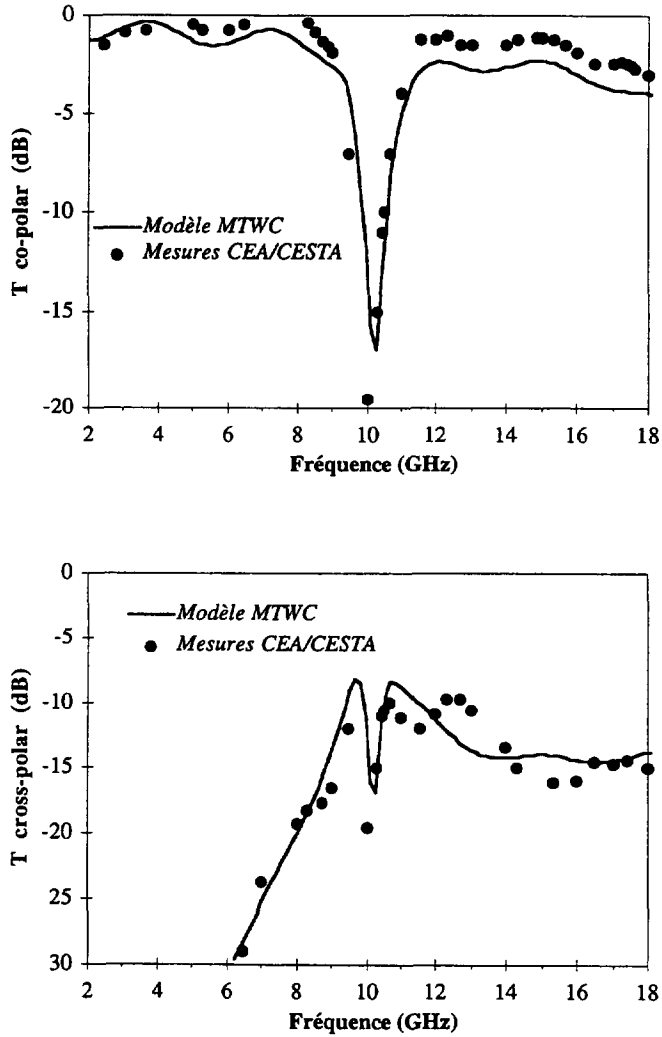 0
-5
-10
-15
-20
T co-polar (dB)
Modèle MTWC
Mesures CEA/CESTA
2 4 6 8 10 12 14 16 18
Fréquence (GHz)
0
-5
-10
-15
-20
25
30
T cross-polar (dB)
Modèle MTWC
Mesures CEA/CESTA
2 4 6 8 10 12 14 16 18
Fréquence (GHz)